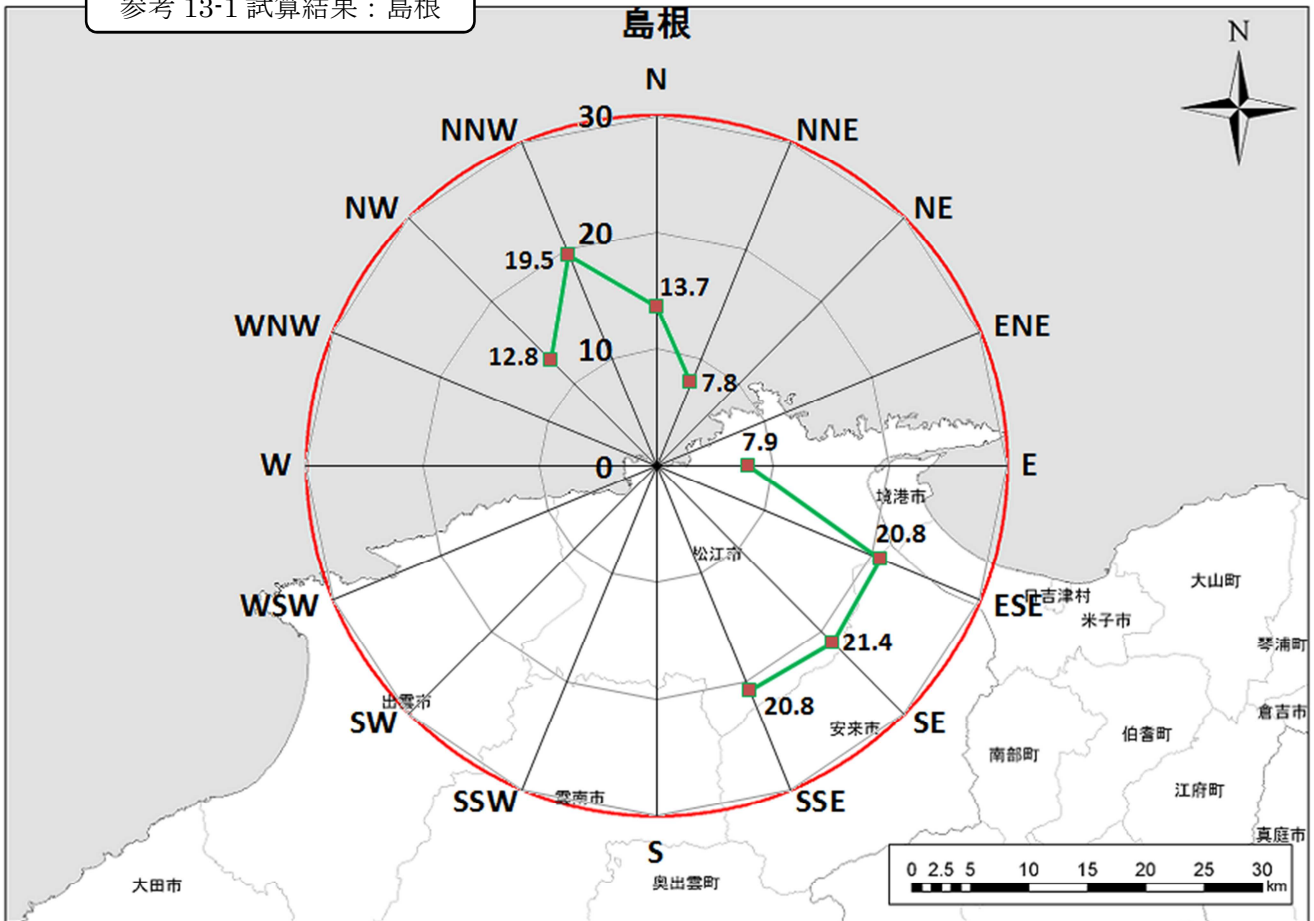 参考 13-1 試算結果：島根
島根
N
N
30
NNW
NNE
NW
NE
20
19.5
13.7
WNW
ENE
12.8
10
7.8
7.9
W
0
E
境港市
20.8
松江市
大山町
WSW
ESE
日吉津村
米子市
21.4
琴浦町
出雲市
20.8
SW
安来市
SE
倉吉市
伯耆町
南部町
SSW
雲南市
SSE
江府町
真庭市
S
0 2.5 5 10 15 20 25 30
km
大田市
奥出雲町